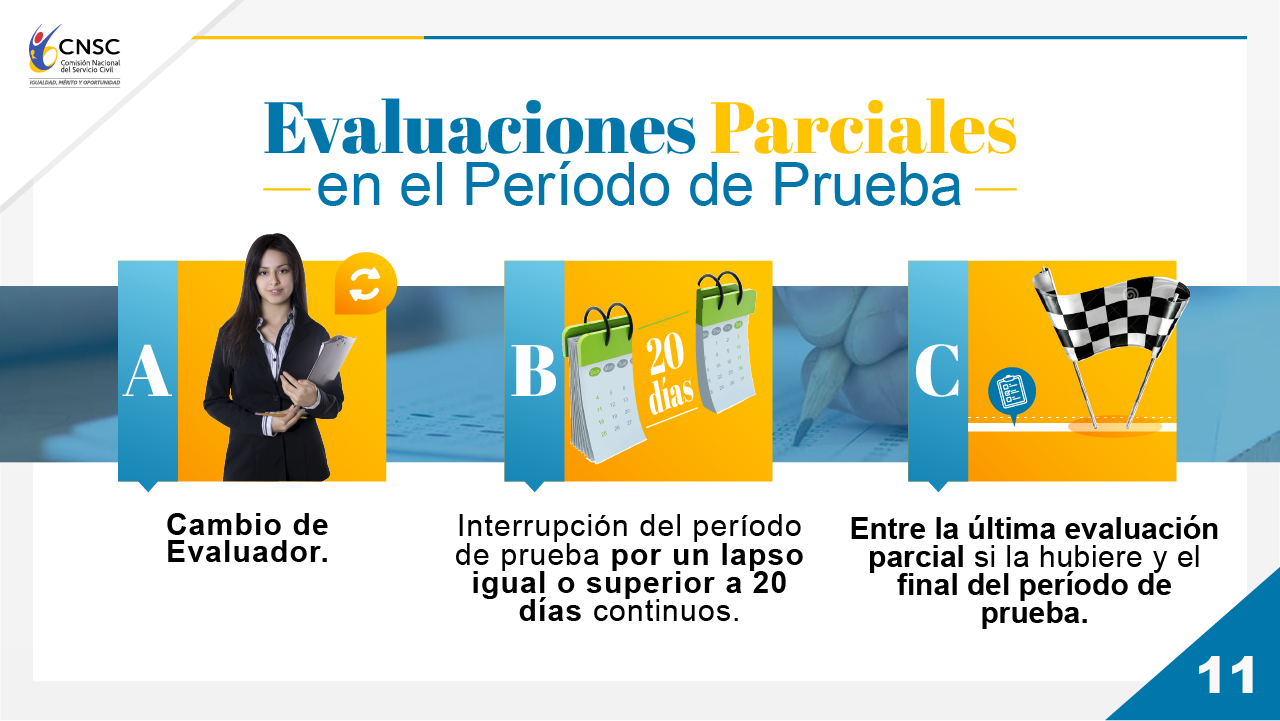 CNSC
Comisión Nacional
del Servicio Civil
IGUALDAD, MÉRITO Y OPORTUNIDAD
Evaluaciones Parciales
en el Período de Prueba
A
B
20
días
C
Cambio de
Evaluador.
Interrupción del período
de prueba por un lapso
igual o superior a 20
días continuos.
Entre la última evaluación
parcial si la hubiere y el
final del período de
prueba.
11